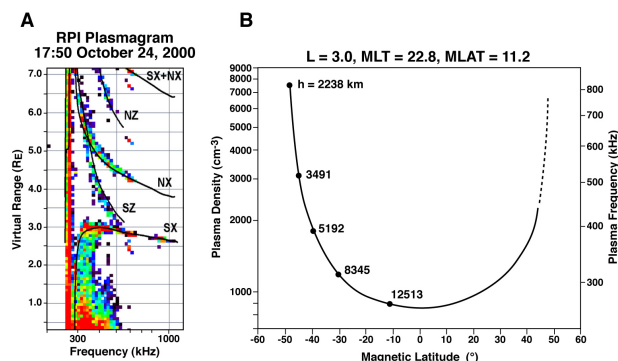 A
RPI Plasmagram
17:50 October 24, 2000
Virtual Range (RE)
7.0
6.0
5.0
4.0
3.0
2.0
1.0
SX+NX
NZ
NX
SZ
SX
300
1000
Frequency (kHz)
B
L = 3.0, MLT = 22.8, MLAT = 11.2
Plasma Density (cm-3)
9000
8000
7000
6000
5000
4000
3000
2000
1000
h = 2238 km
3491
5192
8345
12513
800
700
600
500
400
300
Plasma Frequency (kHz)
-60 -50 -40 -30 -20 -10 0 10 20 30 40 50 60
Magnetic Latitude (°)